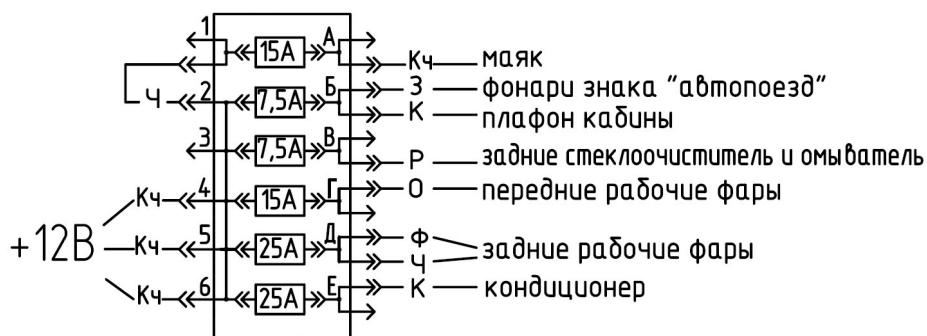 1 15А А Кч маяк
Ч 2 7,5А Б З фонари знака "автопоезд"
К плафон кабины
3 7,5А В Р задние стеклоочиститель и омыватель
Кч 4 15А Г О передние рабочие фары
+12В Кч 5 25А Д Ф Ч задние рабочие фары
Кч 6 25А Е К кондиционер